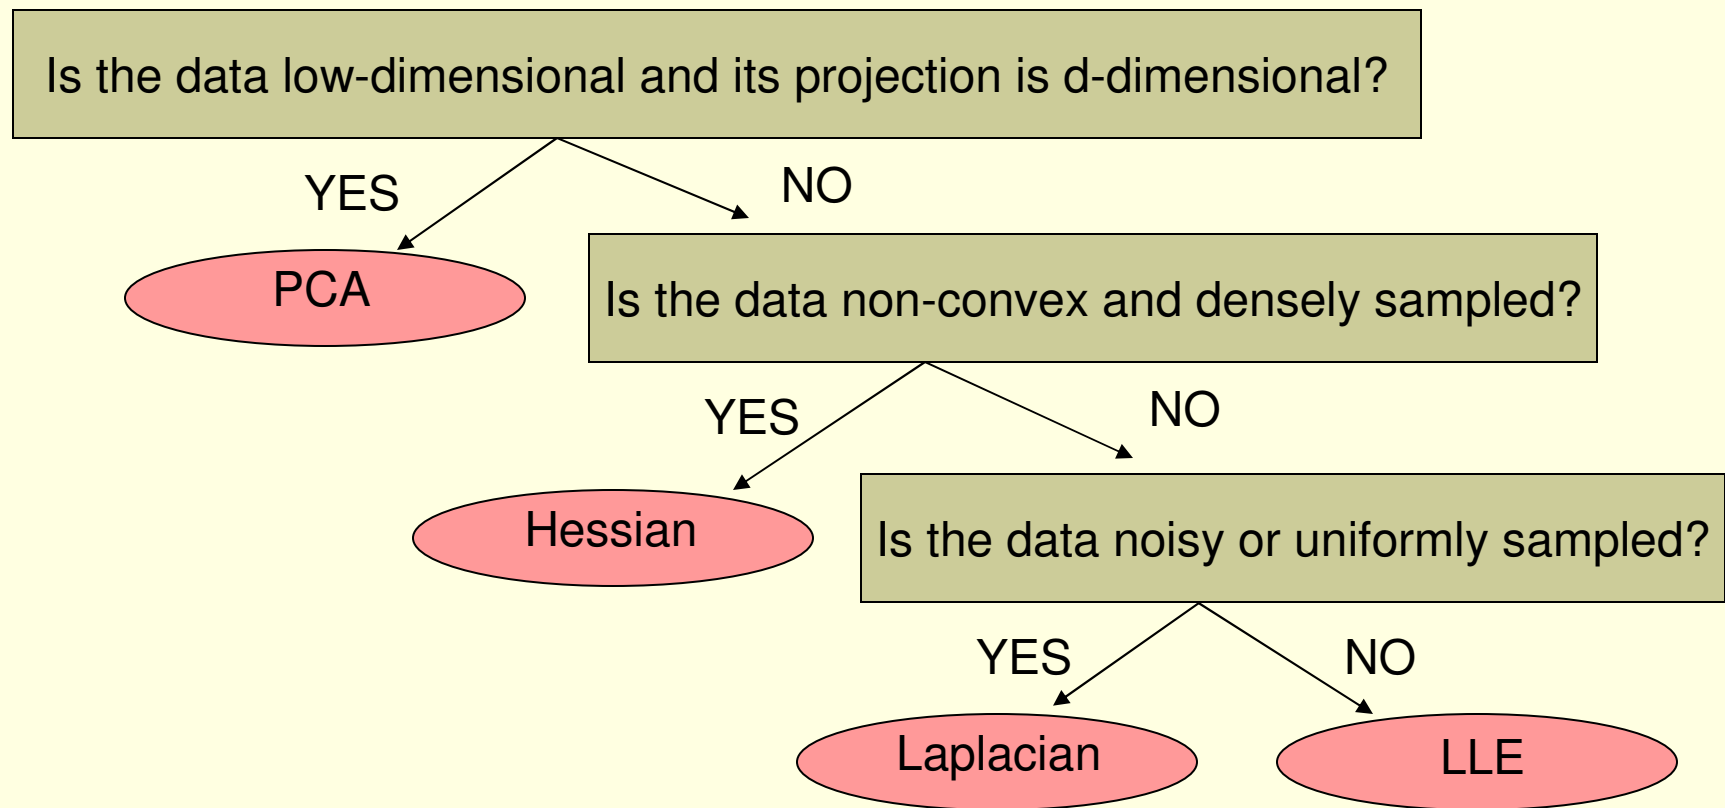 Is the data low-dimensional and its projection is d-dimensional?
YES
NO
PCA
Is the data non-convex and densely sampled?
YES
NO
Hessian
Is the data noisy or uniformly sampled?
YES
NO
Laplacian
LLE